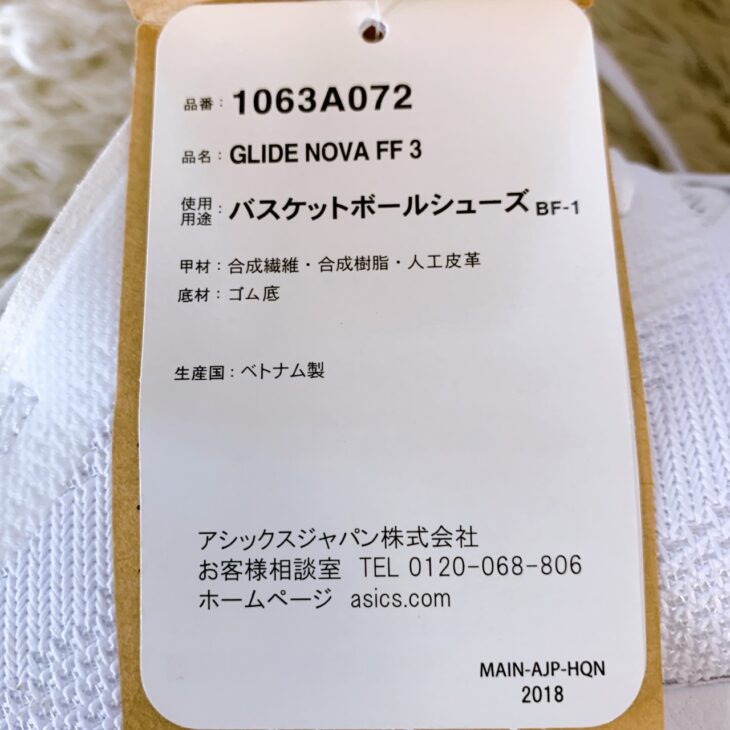 品番：1063A072
品名：GLIDE NOVA FF 3
使用用途：バスケットボールシューズ BF-1
甲材：合成繊維・合成樹脂・人工皮革
底材：ゴム底
生産国：ベトナム製
アシックスジャパン株式会社
お客様相談室 TEL 0120-068-806
ホームページ asics.com
MAIN-AJP-HQN
2018